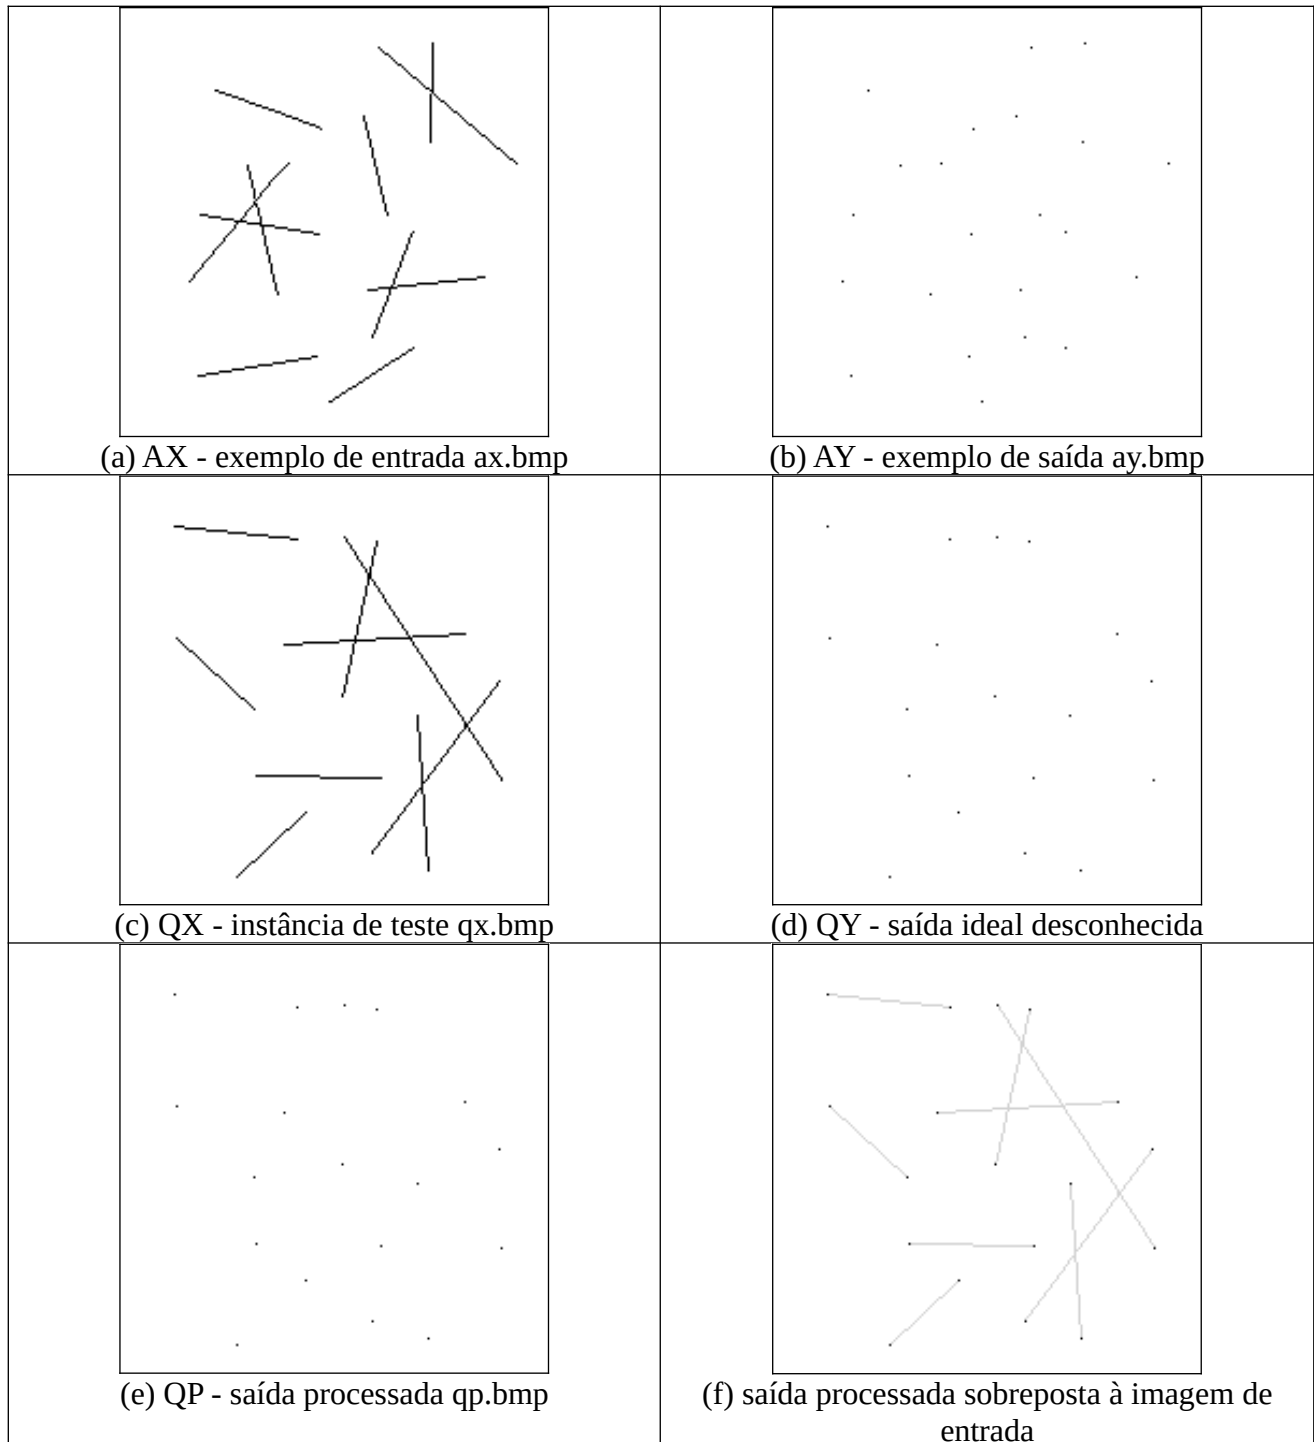 (a) AX - exemplo de entrada ax.bmp
(b) AY - exemplo de saída ay.bmp
(c) QX - instância de teste qx.bmp
(d) QY - saída ideal desconhecida
(e) QP - saída processada qp.bmp
(f) saída processada sobreposta à imagem de
entrada